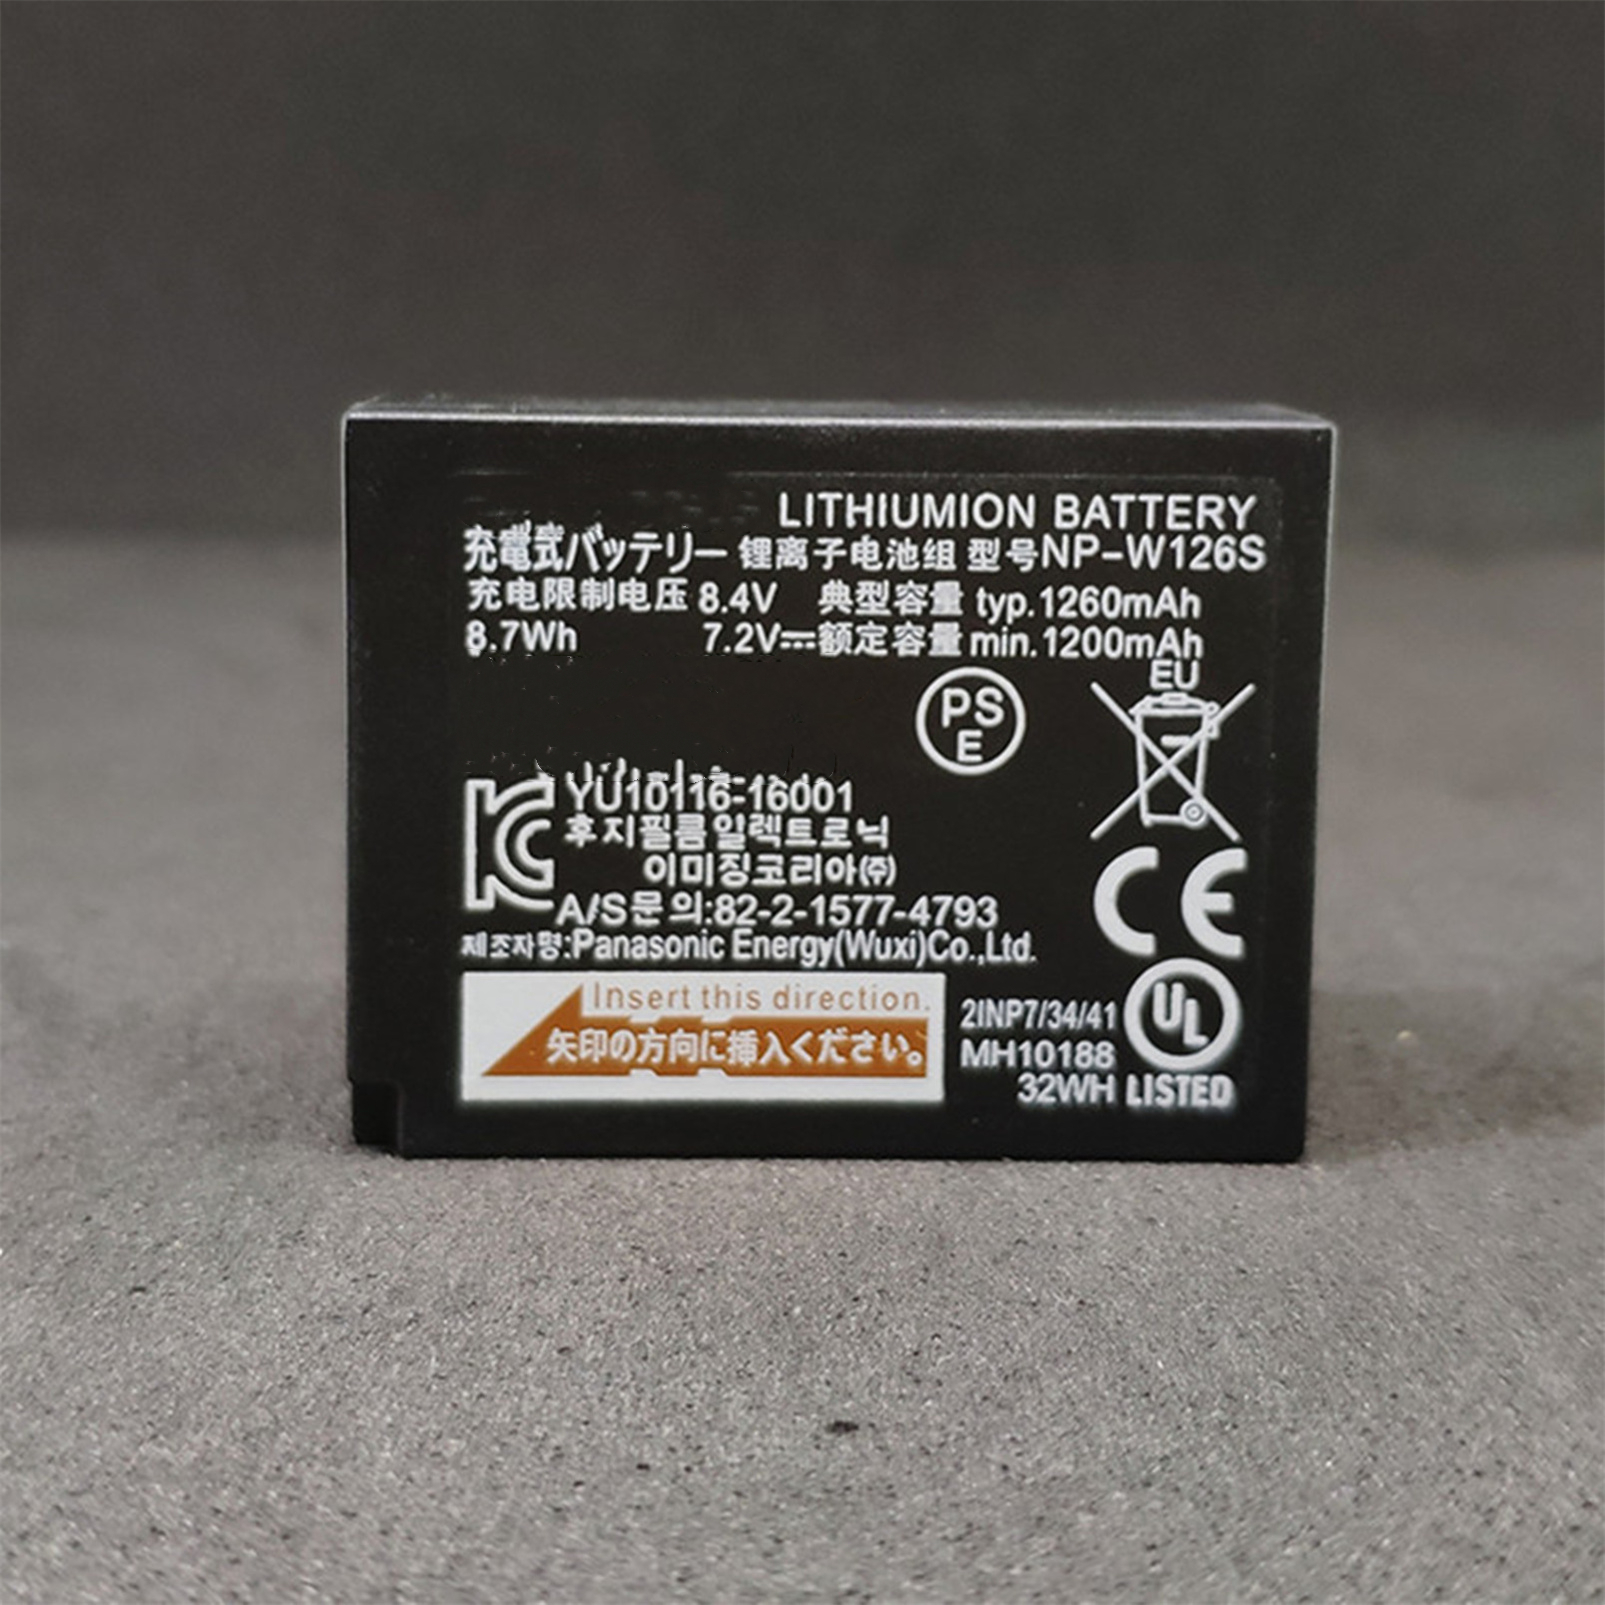 LITHIUMION BATTERY
充電式バッテリー 锂离子电池组 型号NP-W126S
充电限制电压 8.4V 典型容量 typ.1260mAh
8.7Wh 7.2V⎓额定容量 min.1200mAh
EU
PS
E
YU10116-16001
후지필름일렉트로닉
이미징코리아㈜
A/S문의:82-2-1577-4793
제조자명:Panasonic Energy(Wuxi)Co.,Ltd.
CE
Insert this direction.
矢印の方向に挿入ください。
2INP7/34/41
MH10188
32WH
UL
LISTED